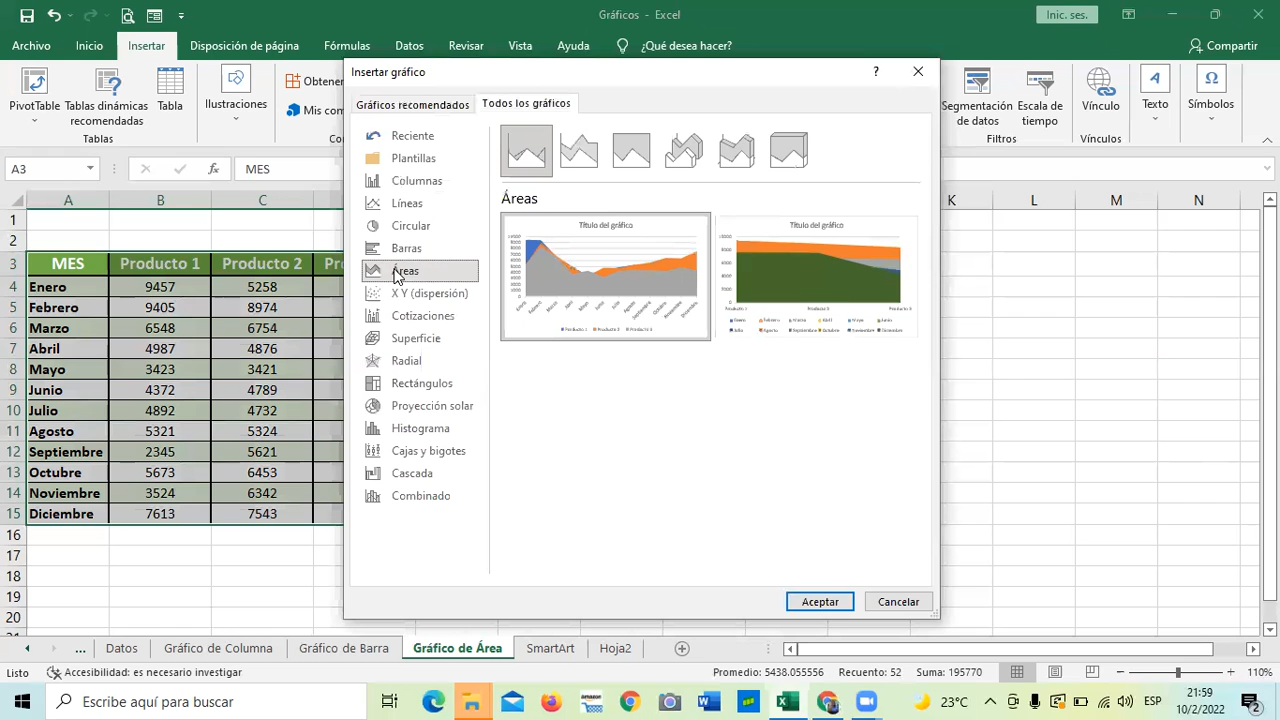 Gráficos - Excel
Inic. ses.
Archivo Inicio Insertar Disposición de página Fórmulas Datos Revisar Vista Ayuda ¿Qué desea hacer? Compartir
PivotTable Tablas dinámicas recomendadas Tabla
Tablas
Ilustraciones
Obtener
Mis com
Segmentación de datos Escala de tiempo
Filtros
Vínculo
Vínculos
Texto
Símbolos
A3 fx MES
Insertar gráfico ?
Gráficos recomendados Todos los gráficos
Reciente
Plantillas
Columnas
Líneas
Circular
Barras
Áreas
X Y (dispersión)
Cotizaciones
Superficie
Radial
Rectángulos
Proyección solar
Histograma
Cajas y bigotes
Cascada
Combinado
Áreas
Título del gráfico
Título del gráfico
Aceptar Cancelar
A B C K L M N
1
2
3 MES Producto 1 Producto 2 Pr
4 Enero 9457 5258
5 Febrero 9405 8974
6 Marzo 6548 6754
7 Abril 4987 4876
8 Mayo 3423 3421
9 Junio 4372 4789
10 Julio 4892 4732
11 Agosto 5321 5324
12 Septiembre 2345 5621
13 Octubre 5673 6453
14 Noviembre 3524 6342
15 Diciembre 7613 7543
16
17
18
19
20
... Datos Gráfico de Columna Gráfico de Barra Gráfico de Área SmartArt Hoja2
Listo Accesibilidad: es necesario investigar Promedio: 5438.055556 Recuento: 52 Suma: 195770 110%
Escribe aquí para buscar
amazon
23°C ESP
21:59
10/2/2022
2